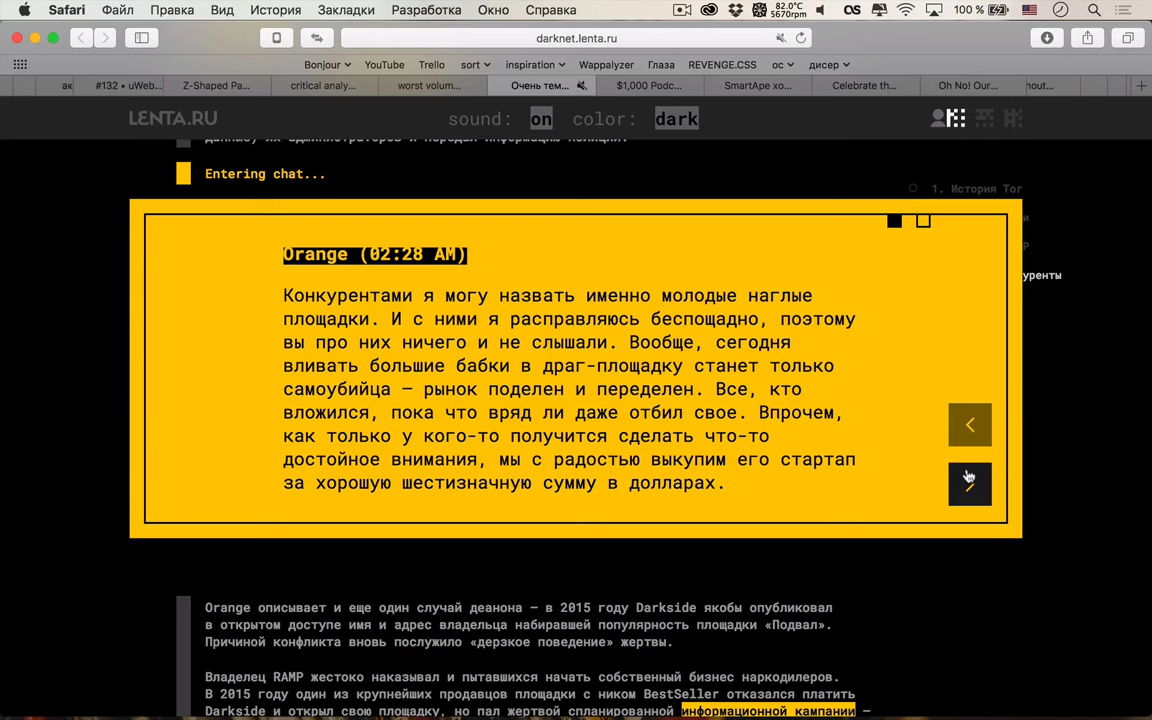 Safari Файл Правка Вид История Закладки Разработка Окно Справка 82.0°C 5670rpm 100 %
darknet.lenta.ru
Bonjour YouTube Trello sort inspiration Wappalyzer Глаза REVENGE.CSS ос дисер
ак #132 • uWeb... Z-Shaped Pa... critical analy... worst volum... Очень тем... $1,000 Podc... SmartApe хо... Celebrate th... Oh No! Our... hout...
LENTA.RU sound: on color: dark
Entering chat...
1. История Tor
уренты
Orange (02:28 AM)
Конкурентами я могу назвать именно молодые наглые
площадки. И с ними я расправляюсь беспощадно, поэтому
вы про них ничего и не слышали. Вообще, сегодня
вливать большие бабки в драг-площадку станет только
самоубийца — рынок поделен и переделен. Все, кто
вложился, пока что вряд ли даже отбил свое. Впрочем,
как только у кого-то получится сделать что-то
достойное внимания, мы с радостью выкупим его стартап
за хорошую шестизначную сумму в долларах.
Orange описывает и еще один случай деанона — в 2015 году Darkside якобы опубликовал
в открытом доступе имя и адрес владельца набиравшей популярность площадки «Подвал».
Причиной конфликта вновь послужило «дерзкое поведение» жертвы.
Владелец RAMP жестоко наказывал и пытавшихся начать собственный бизнес наркодилеров.
В 2015 году один из крупнейших продавцов площадки с ником BestSeller отказался платить
Darkside и открыл свою площадку, но пал жертвой спланированной информационной кампании —